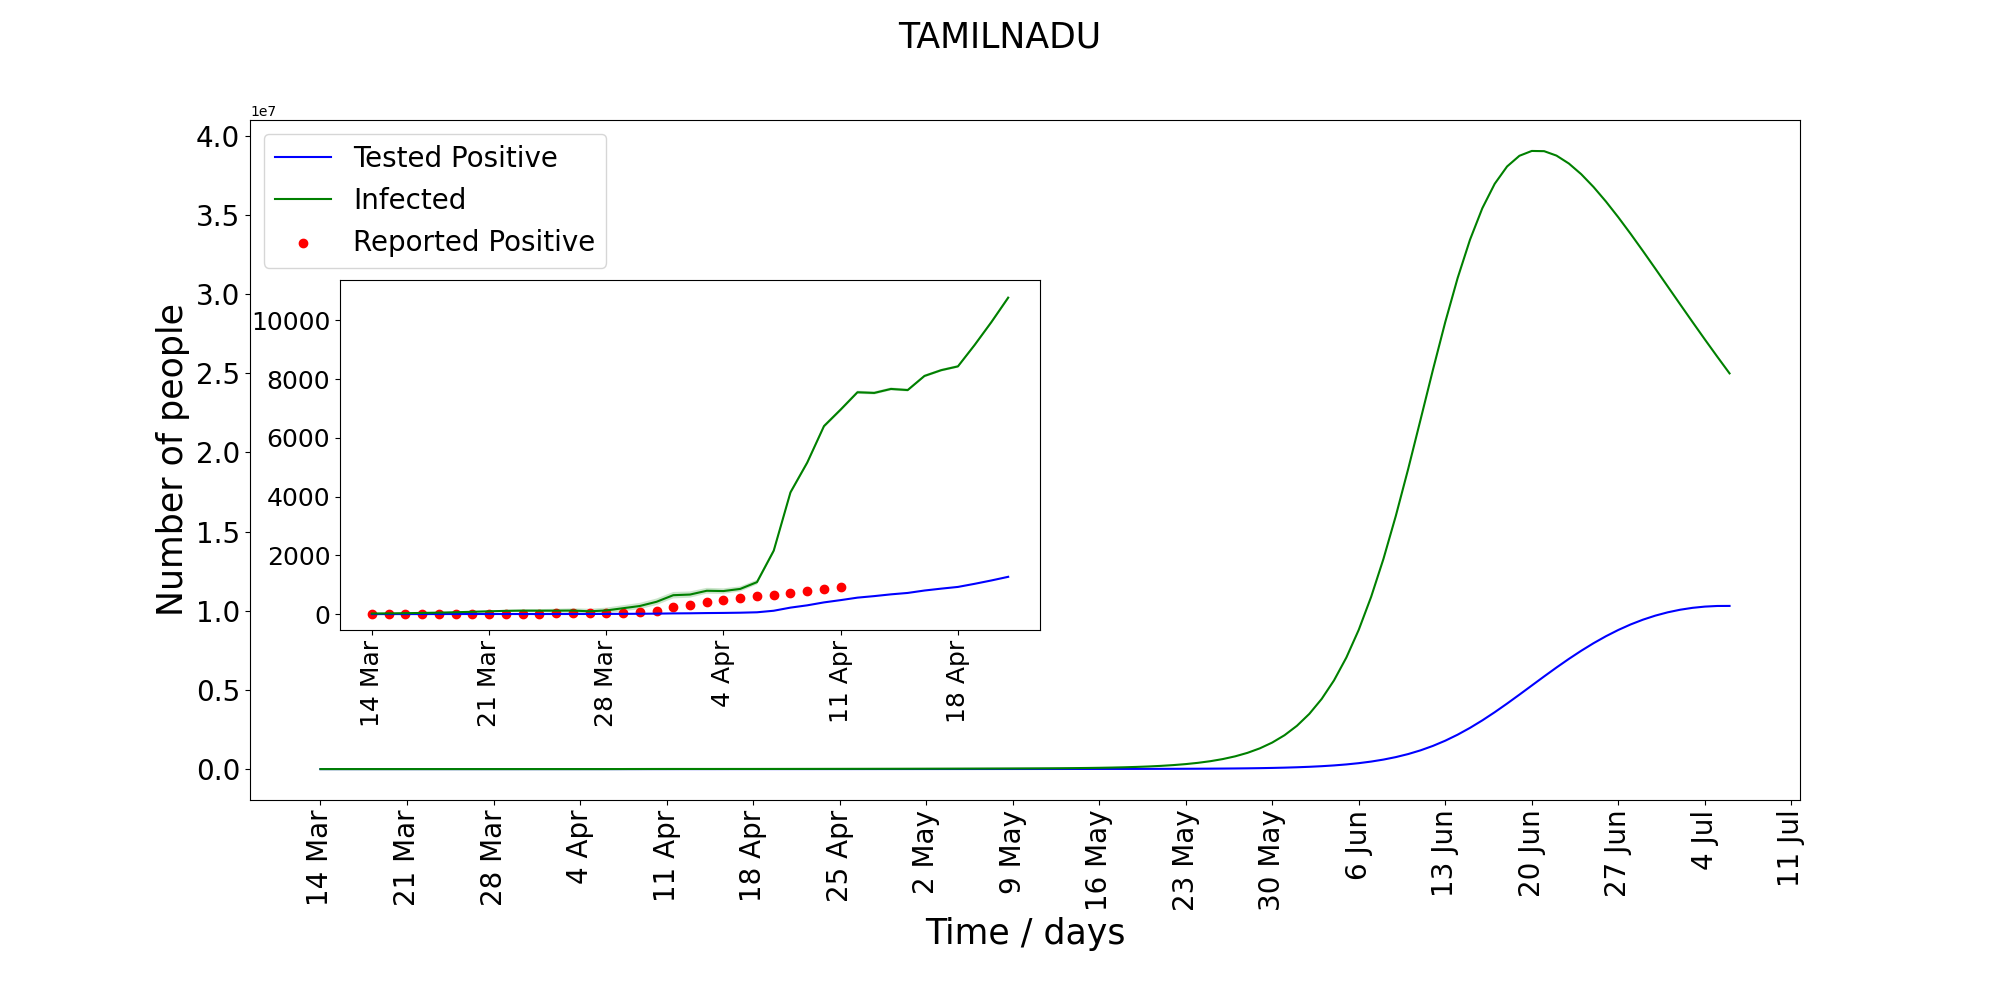 TAMILNADU
1e7
4.0
3.5
3.0
2.5
2.0
1.5
1.0
0.5
0.0
Number of people
Tested Positive
Infected
Reported Positive
10000
8000
6000
4000
2000
0
14 Mar
21 Mar
28 Mar
4 Apr
11 Apr
18 Apr
14 Mar
21 Mar
28 Mar
4 Apr
11 Apr
18 Apr
25 Apr
2 May
9 May
16 May
23 May
30 May
6 Jun
13 Jun
20 Jun
27 Jun
4 Jul
11 Jul
Time / days